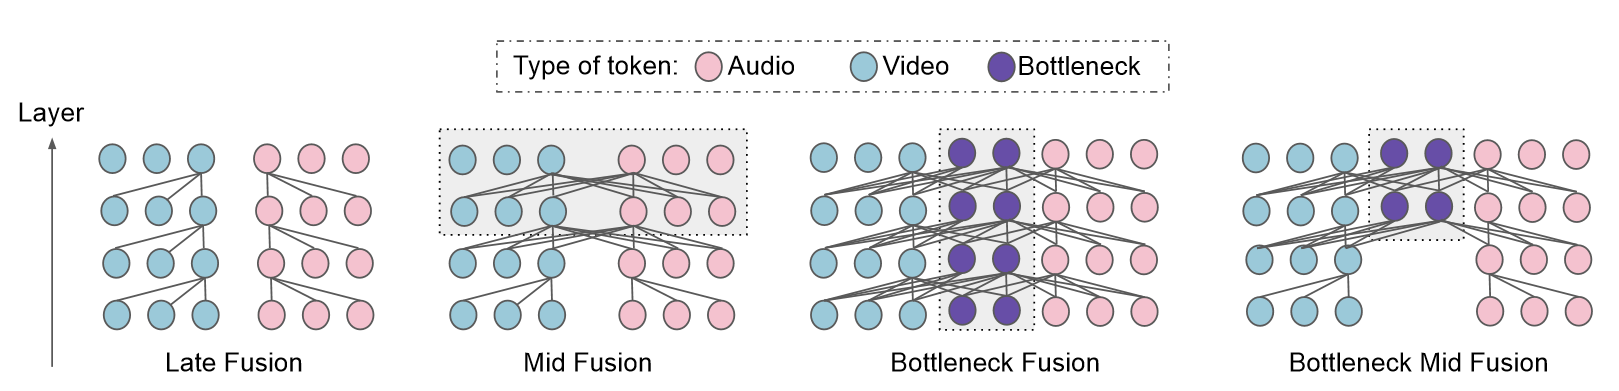 Type of token: Audio Video Bottleneck
Layer
Late Fusion
Mid Fusion
Bottleneck Fusion
Bottleneck Mid Fusion